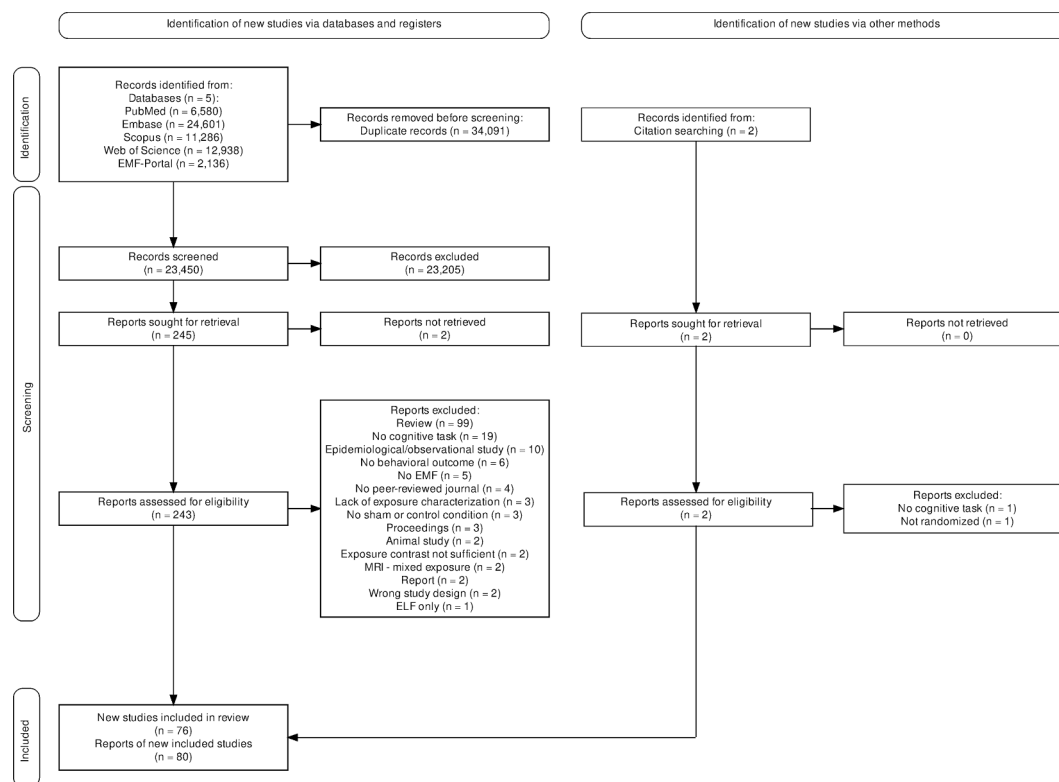 Identification of new studies via databases and registers
Identification of new studies via other methods
Identification
Records identified from:
Databases (n = 5):
PubMed (n = 6,580)
Embase (n = 24,601)
Scopus (n = 11,286)
Web of Science (n = 12,938)
EMF-Portal (n = 2,136)
Records removed before screening:
Duplicate records (n = 34,091)
Records identified from:
Citation searching (n = 2)
Screening
Records screened
(n = 23,450)
Records excluded
(n = 23,205)
Reports sought for retrieval
(n = 245)
Reports not retrieved
(n = 2)
Reports sought for retrieval
(n = 2)
Reports not retrieved
(n = 0)
Reports assessed for eligibility
(n = 243)
Reports excluded:
Review (n = 99)
No cognitive task (n = 19)
Epidemiological/observational study (n = 10)
No behavioral outcome (n = 6)
No EMF (n = 5)
No peer-reviewed journal (n = 4)
Lack of exposure characterization (n = 3)
No sham or control condition (n = 3)
Proceedings (n = 3)
Animal study (n = 2)
Exposure contrast not sufficient (n = 2)
MRI - mixed exposure (n = 2)
Report (n = 2)
Wrong study design (n = 2)
ELF only (n = 1)
Reports assessed for eligibility
(n = 2)
Reports excluded:
No cognitive task (n = 1)
Not randomized (n = 1)
Included
New studies included in review
(n = 76)
Reports of new included studies
(n = 80)